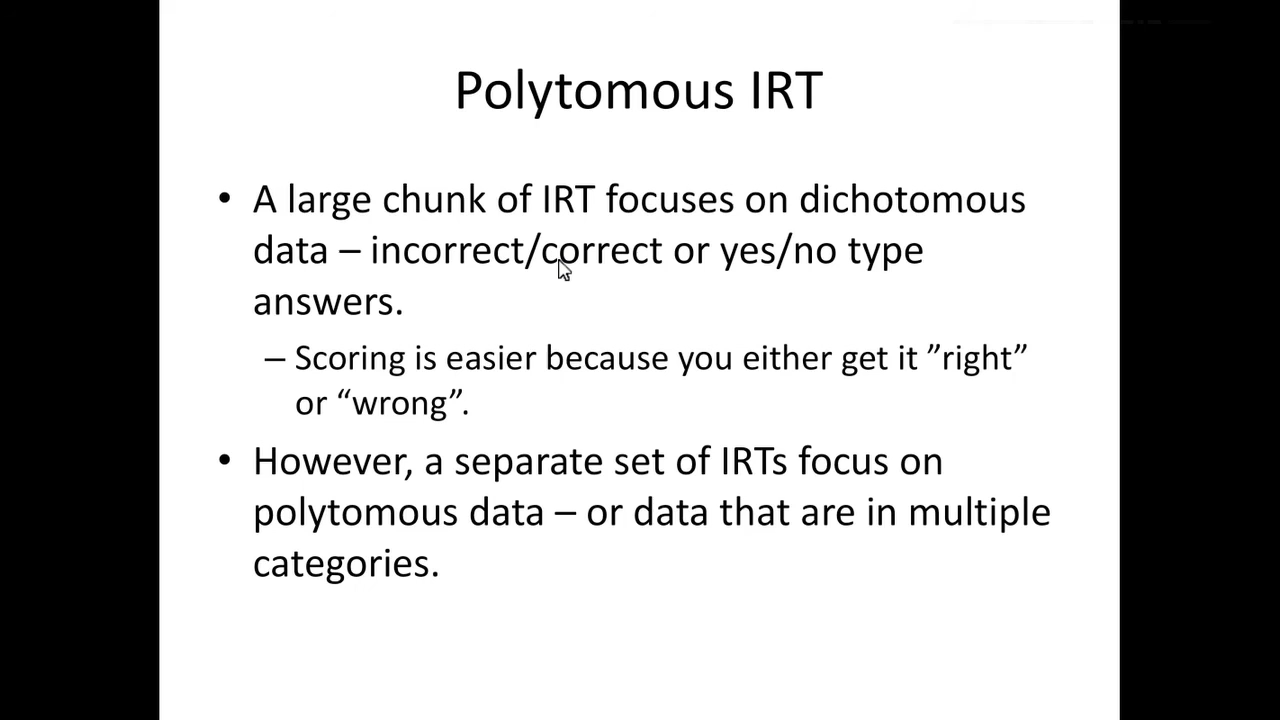 Polytomous IRT
• A large chunk of IRT focuses on dichotomous
data – incorrect/correct or yes/no type
answers.
– Scoring is easier because you either get it ”right”
or “wrong”.
• However, a separate set of IRTs focus on
polytomous data – or data that are in multiple
categories.